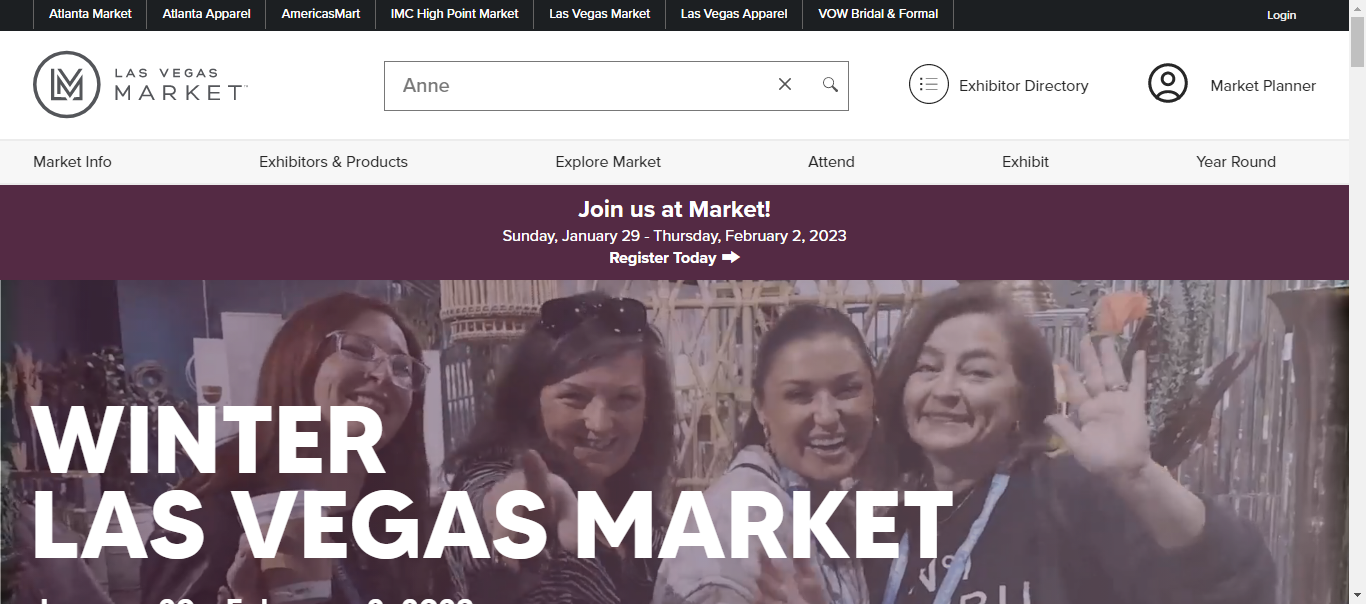 Atlanta Market Atlanta Apparel AmericasMart IMC High Point Market Las Vegas Market Las Vegas Apparel VOW Bridal & Formal Login
LAS VEGAS
MARKET
Anne
Exhibitor Directory
Market Planner
Market Info Exhibitors & Products Explore Market Attend Exhibit Year Round
Join us at Market!
Sunday, January 29 - Thursday, February 2, 2023
Register Today
WINTER
LAS VEGAS MARKET